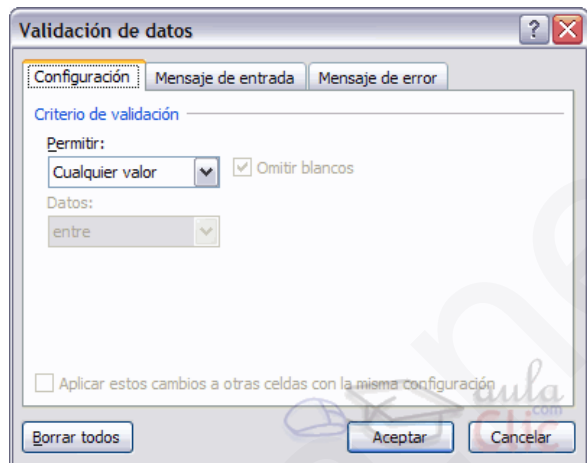 Validación de datos
Configuración Mensaje de entrada Mensaje de error
Criterio de validación
Permitir:
Cualquier valor Omitir blancos
Datos:
entre
Aplicar estos cambios a otras celdas con la misma configuración
aula
Clic .com
Borrar todos Aceptar Cancelar